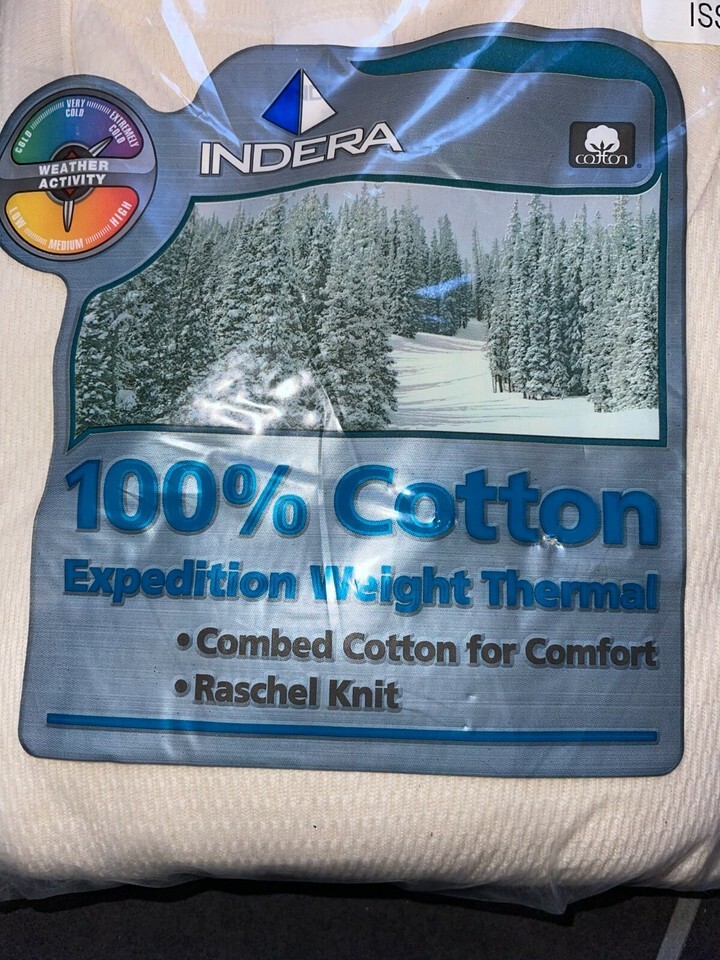 ISS
VERY
COLD
COLD
EXTREMELY
COLD
WEATHER
ACTIVITY
LOW
MEDIUM
HIGH
INDERA
cotton
100% Cotton
Expedition Weight Thermal
• Combed Cotton for Comfort
• Raschel Knit